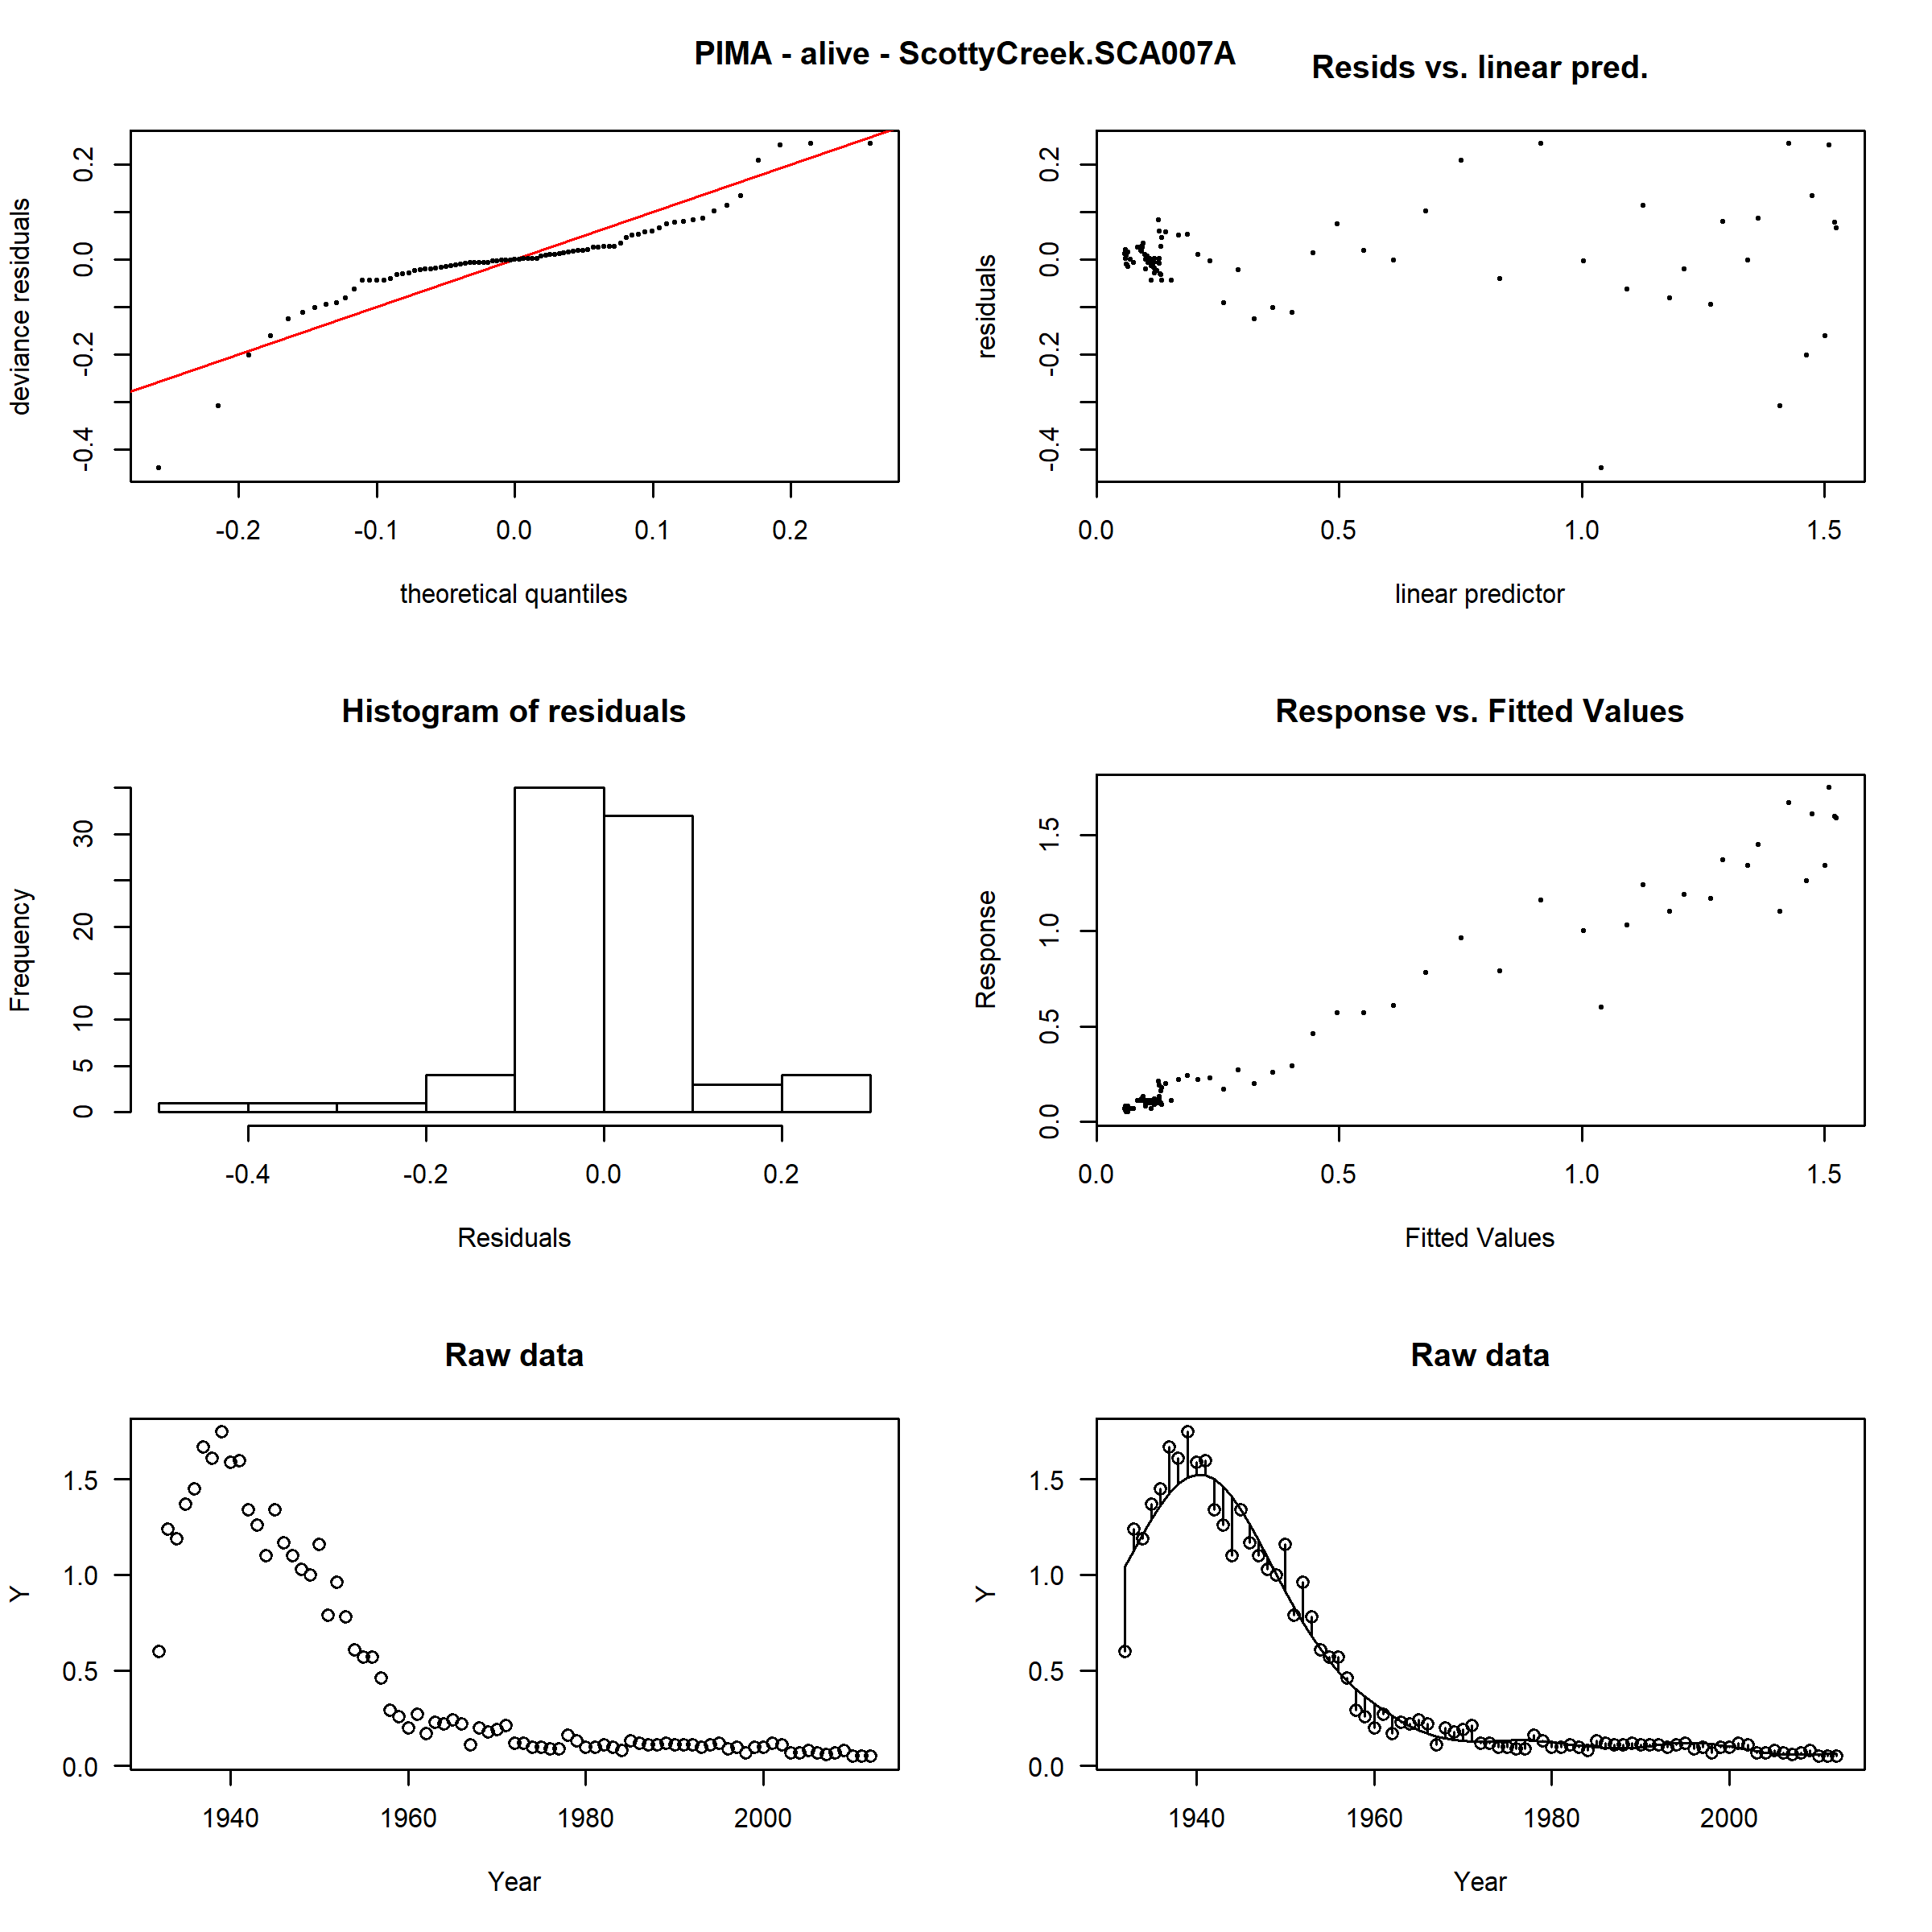 PIMA - alive - ScottyCreek.SCA007A
deviance residuals
-0.4 -0.2 0.0 0.2
-0.2 -0.1 0.0 0.1 0.2
theoretical quantiles
Resids vs. linear pred.
residuals
-0.4 -0.2 0.0 0.2
0.0 0.5 1.0 1.5
linear predictor
Histogram of residuals
Frequency
0 5 10 20 30
-0.4 -0.2 0.0 0.2
Residuals
Response vs. Fitted Values
Response
0.0 0.5 1.0 1.5
0.0 0.5 1.0 1.5
Fitted Values
Raw data
Y
0.0 0.5 1.0 1.5
1940 1960 1980 2000
Year
Raw data
Y
0.0 0.5 1.0 1.5
1940 1960 1980 2000
Year